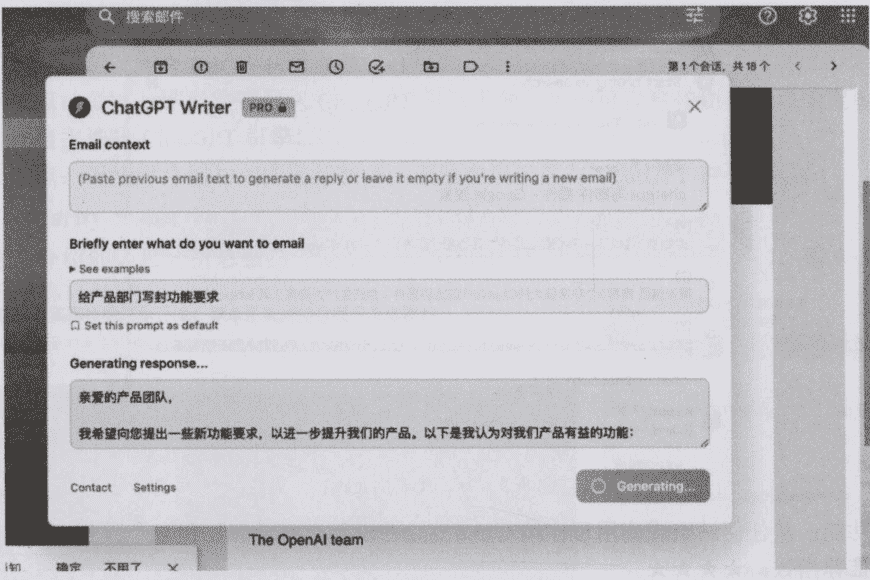 搜索邮件
第1个会话，共 18 个
ChatGPT Writer PRO
Email context
(Paste previous email text to generate a reply or leave it empty if you're writing a new email)
Briefly enter what do you want to email
See examples
给产品部门写封功能要求
Set this prompt as default
Generating response...
亲爱的产品团队，
我希望向您提出一些新功能要求，以进一步提升我们的产品。以下是我认为对我们产品有益的功能：
Contact Settings
Generating...
The OpenAI team
确定 不用了